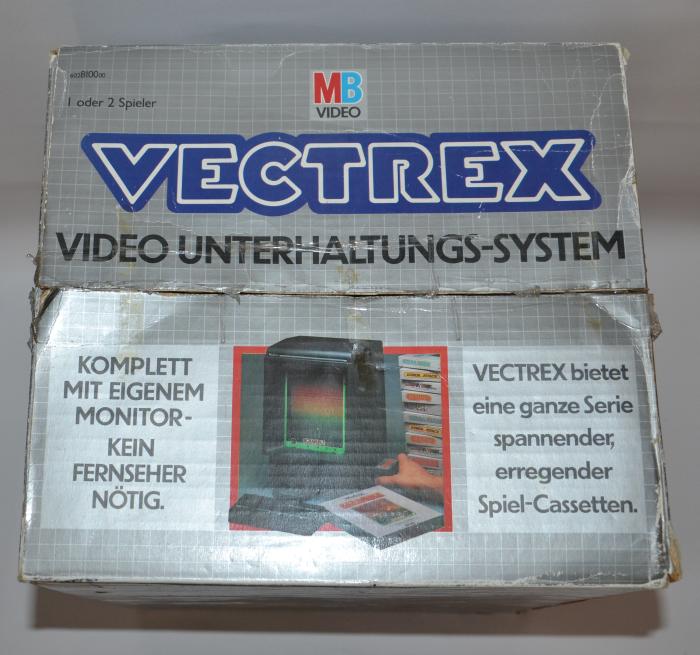 602810000
1 oder 2 Spieler
MB
VIDEO
VECTREX
VIDEO UNTERHALTUNGS-SYSTEM
KOMPLETT
MIT EIGENEM
MONITOR-
KEIN
FERNSEHER
NÖTIG.
VECTREX bietet
eine ganze Serie
spannender,
erregender
Spiel-Cassetten.